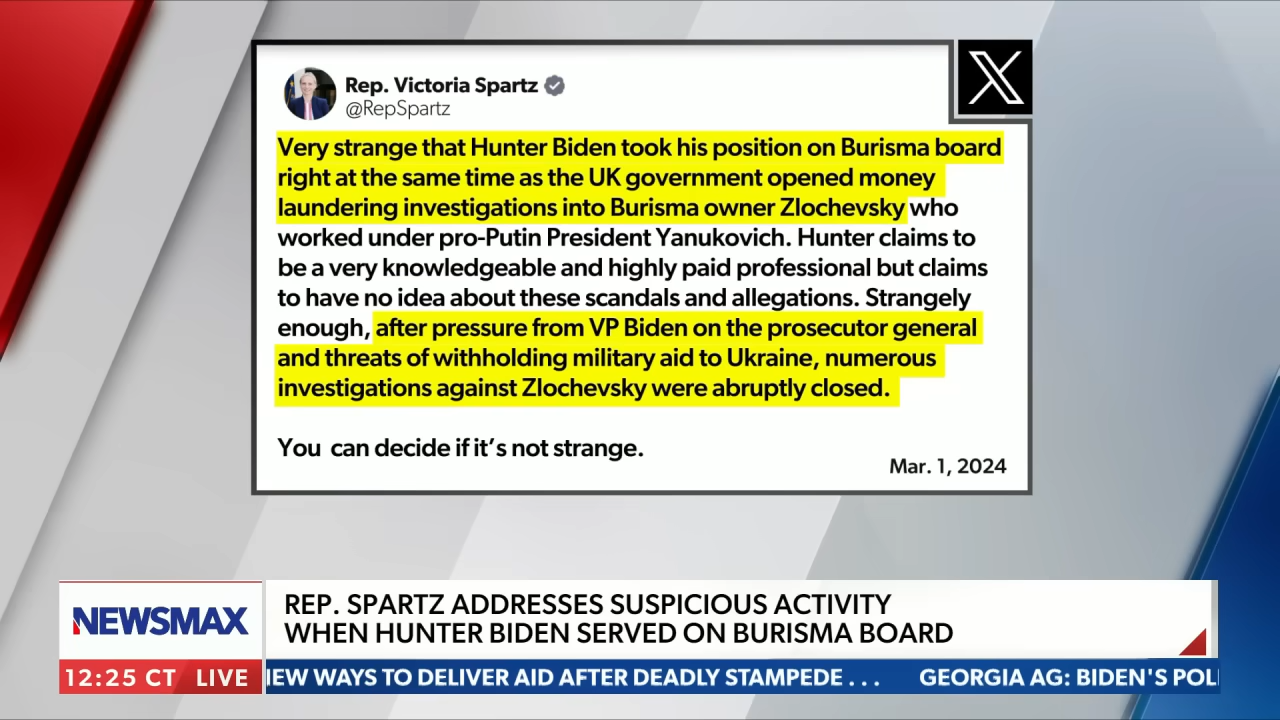 Rep. Victoria Spartz
@RepSpartz
X
Very strange that Hunter Biden took his position on Burisma board
right at the same time as the UK government opened money
laundering investigations into Burisma owner Zlochevsky who
worked under pro-Putin President Yanukovich. Hunter claims to
be a very knowledgeable and highly paid professional but claims
to have no idea about these scandals and allegations. Strangely
enough, after pressure from VP Biden on the prosecutor general
and threats of withholding military aid to Ukraine, numerous
investigations against Zlochevsky were abruptly closed.
You can decide if it’s not strange.
Mar. 1, 2024
NEWSMAX
REP. SPARTZ ADDRESSES SUSPICIOUS ACTIVITY
WHEN HUNTER BIDEN SERVED ON BURISMA BOARD
12:25 CT LIVE
WAYS TO DELIVER AID AFTER DEADLY STAMPEDE . . . GEORGIA AG: BIDEN'S